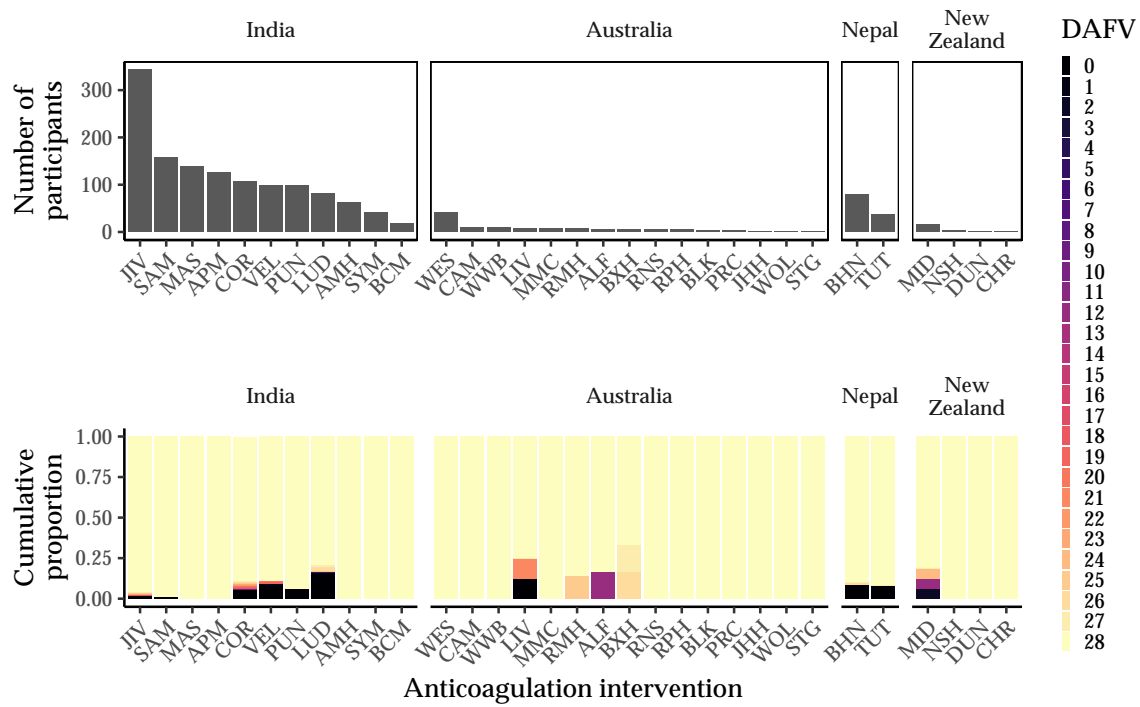 India
Australia
Nepal
New
Zealand
DAFV
Number of
participants
300
200
100
0
JIV SAM MAS APM COR VEL PUN LUD AMH SYM BCM
WES CAM WWB LIV MMC RMH ALF BXH RNS RPH BLK PRC JHH WOL STG
BHN TUT
MID NSH DUN CHR
India
Australia
Nepal
New
Zealand
Cumulative
proportion
1.00
0.75
0.50
0.25
0.00
JIV SAM MAS APM COR VEL PUN LUD AMH SYM BCM
WES CAM WWB LIV MMC RMH ALF BXH RNS RPH BLK PRC JHH WOL STG
BHN TUT
MID NSH DUN CHR
Anticoagulation intervention
0
1
2
3
4
5
6
7
8
9
10
11
12
13
14
15
16
17
18
19
20
21
22
23
24
25
26
27
28